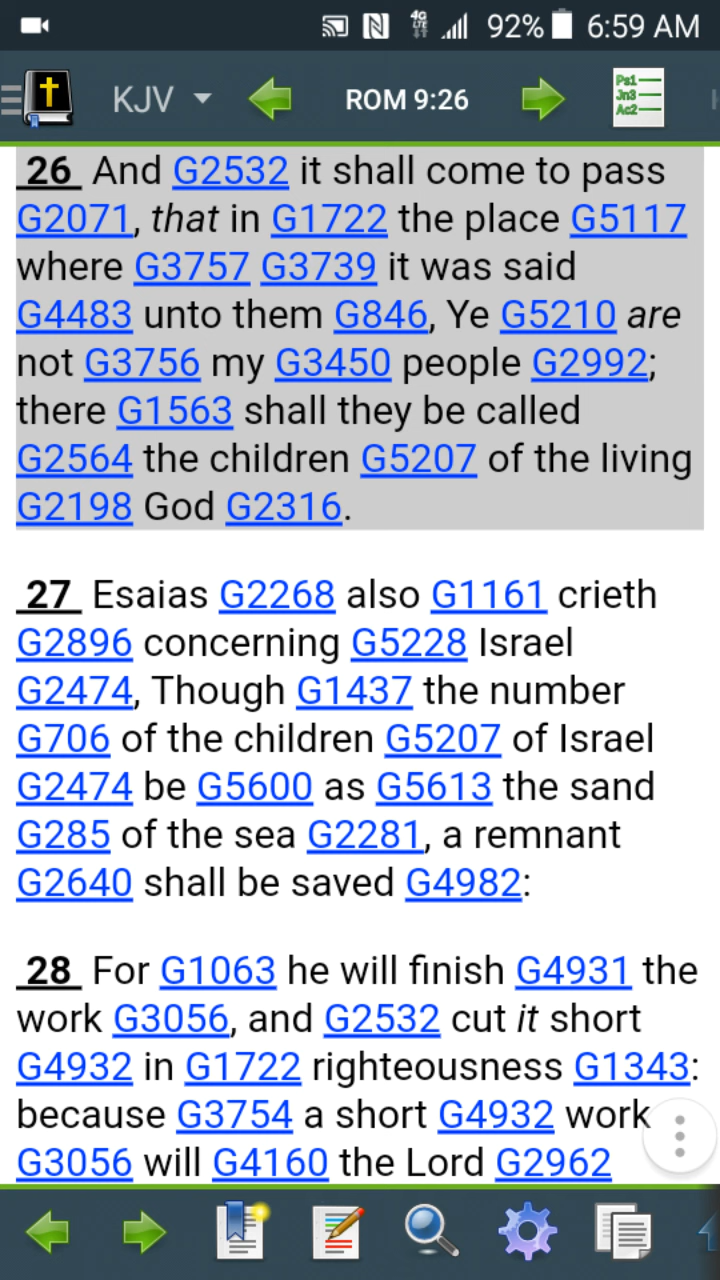 4G LTE 92% 6:59 AM
KJV ROM 9:26 Ps1 Jn3 Ac2
26 And G2532 it shall come to pass
G2071, that in G1722 the place G5117
where G3757 G3739 it was said
G4483 unto them G846, Ye G5210 are
not G3756 my G3450 people G2992;
there G1563 shall they be called
G2564 the children G5207 of the living
G2198 God G2316.
27 Esaias G2268 also G1161 crieth
G2896 concerning G5228 Israel
G2474, Though G1437 the number
G706 of the children G5207 of Israel
G2474 be G5600 as G5613 the sand
G285 of the sea G2281, a remnant
G2640 shall be saved G4982:
28 For G1063 he will finish G4931 the
work G3056, and G2532 cut it short
G4932 in G1722 righteousness G1343:
because G3754 a short G4932 work
G3056 will G4160 the Lord G2962